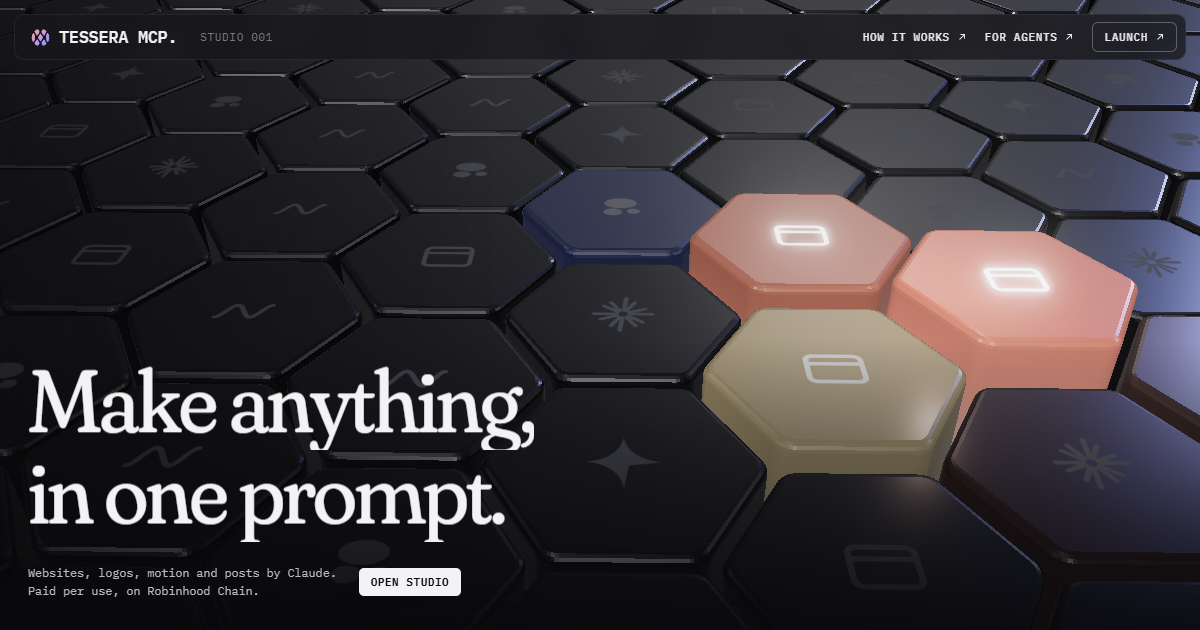 TESSERA MCP.
STUDIO 001
HOW IT WORKS ↗
FOR AGENTS ↗
LAUNCH ↗
Make anything,
in one prompt.
Websites, logos, motion and posts by Claude.
Paid per use, on Robinhood Chain.
OPEN STUDIO